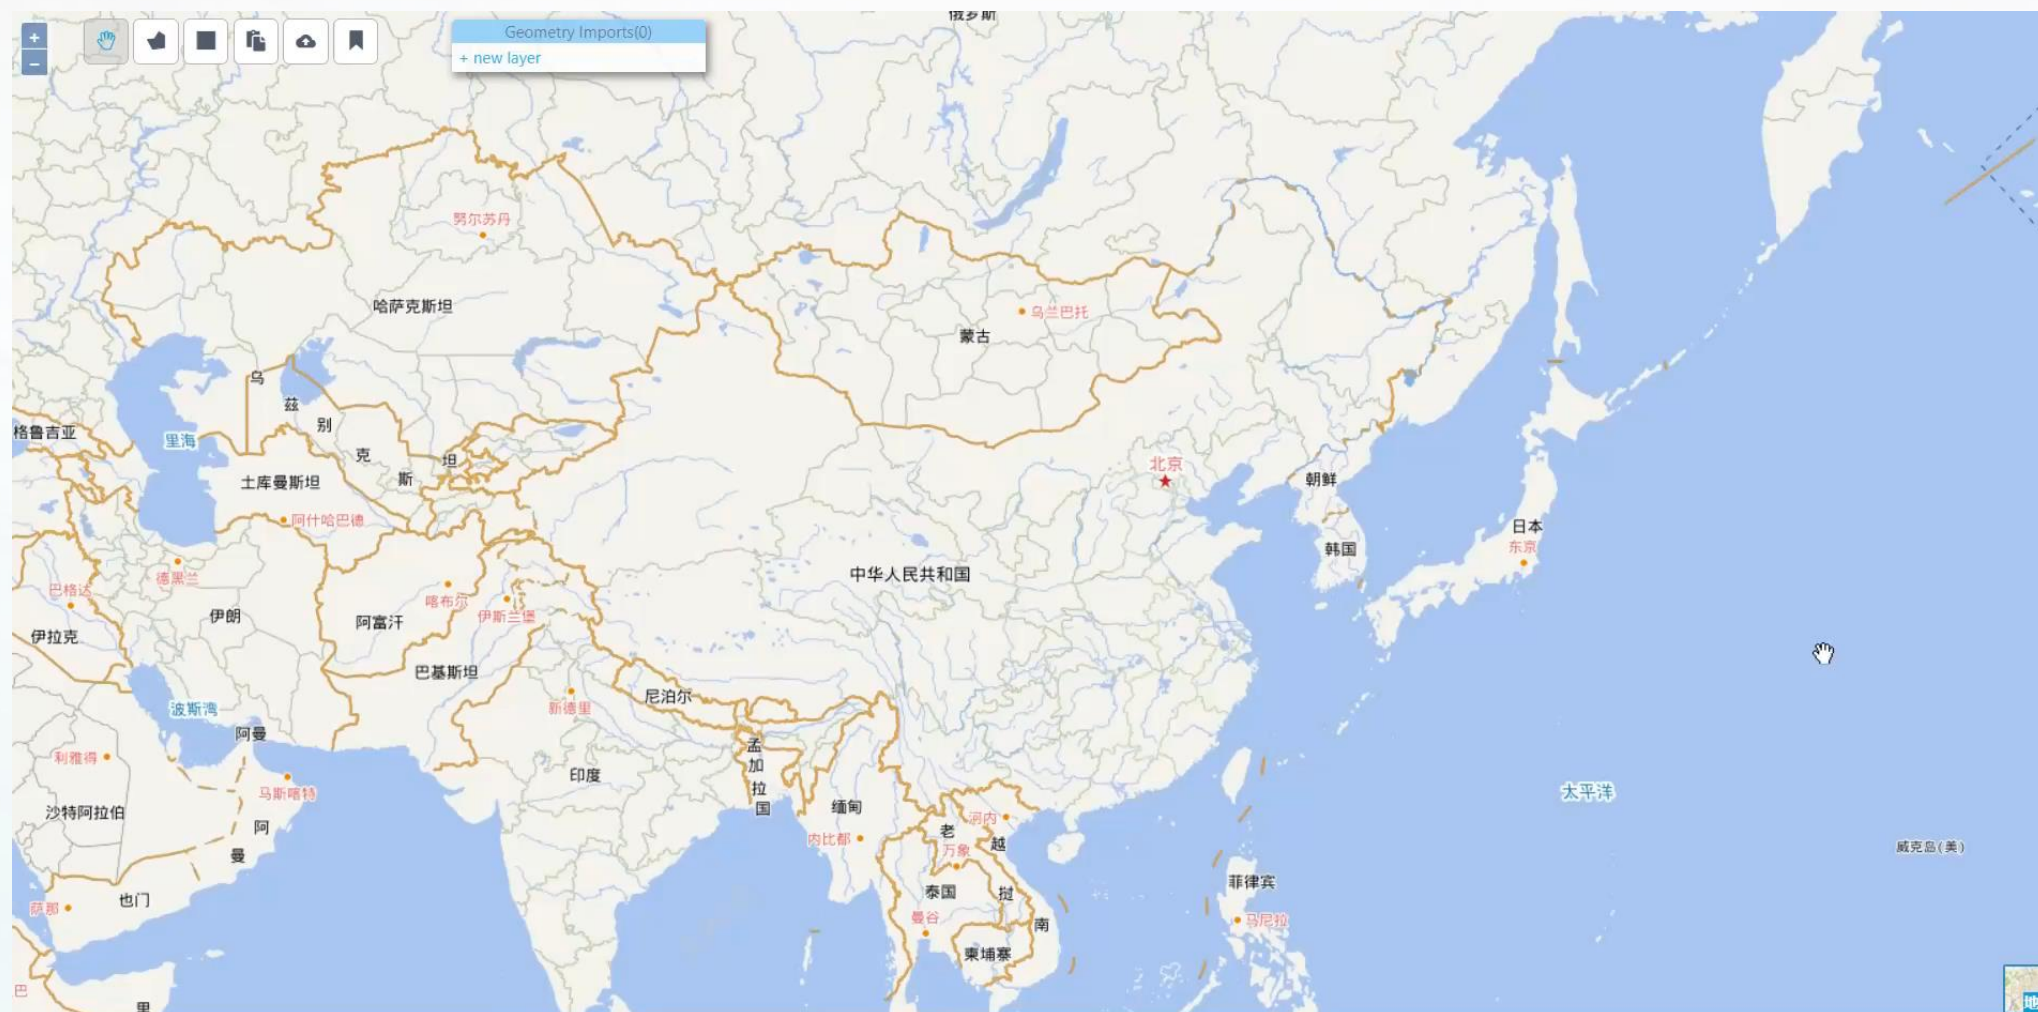 俄罗斯
+
−
Geometry Imports(0)
+ new layer
努尔苏丹
哈萨克斯坦
乌兰巴托
蒙古
乌
兹
别
克
斯
坦
格鲁吉亚
里海
土库曼斯坦
阿什哈巴德
北京
朝鲜
日本
东京
韩国
中华人民共和国
德黑兰
巴格达
伊拉克
伊朗
喀布尔
阿富汗
伊斯兰堡
巴基斯坦
新德里
尼泊尔
波斯湾
阿曼
利雅得
马斯喀特
沙特阿拉伯
阿
曼
也门
萨那
印度
孟
加
拉
国
缅甸
内比都
河内
老
万象
越
泰国
挝
曼谷
南
柬埔寨
菲律宾
马尼拉
太平洋
威克岛(美)
巴
里
地